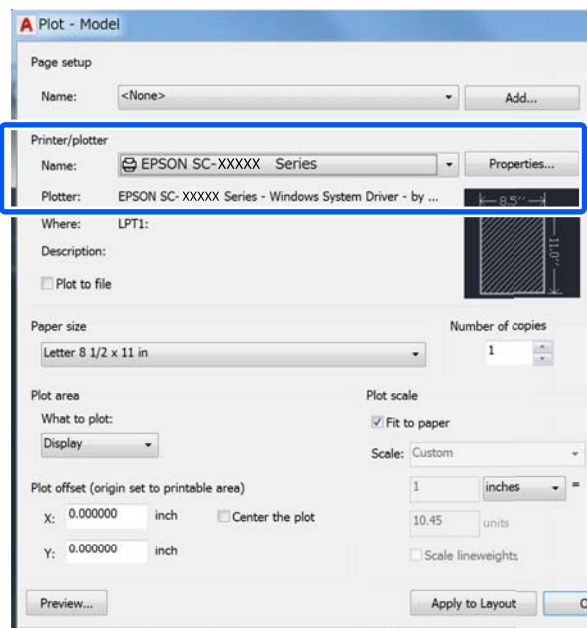 A Plot - Model
Page setup
Name: <None> Add...
Printer/plotter
Name: EPSON SC-XXXXX Series Properties...
Plotter: EPSON SC- XXXXX Series - Windows System Driver - by ...
Where: LPT1:
8.5''
Description:
11.0''
Plot to file
Paper size Number of copies
Letter 8 1/2 x 11 in 1
Plot area Plot scale
What to plot: Fit to paper
Display Scale: Custom
Plot offset (origin set to printable area) 1 inches =
X: 0.000000 inch Center the plot
10.45 units
Y: 0.000000 inch
Scale lineweights
Preview... Apply to Layout